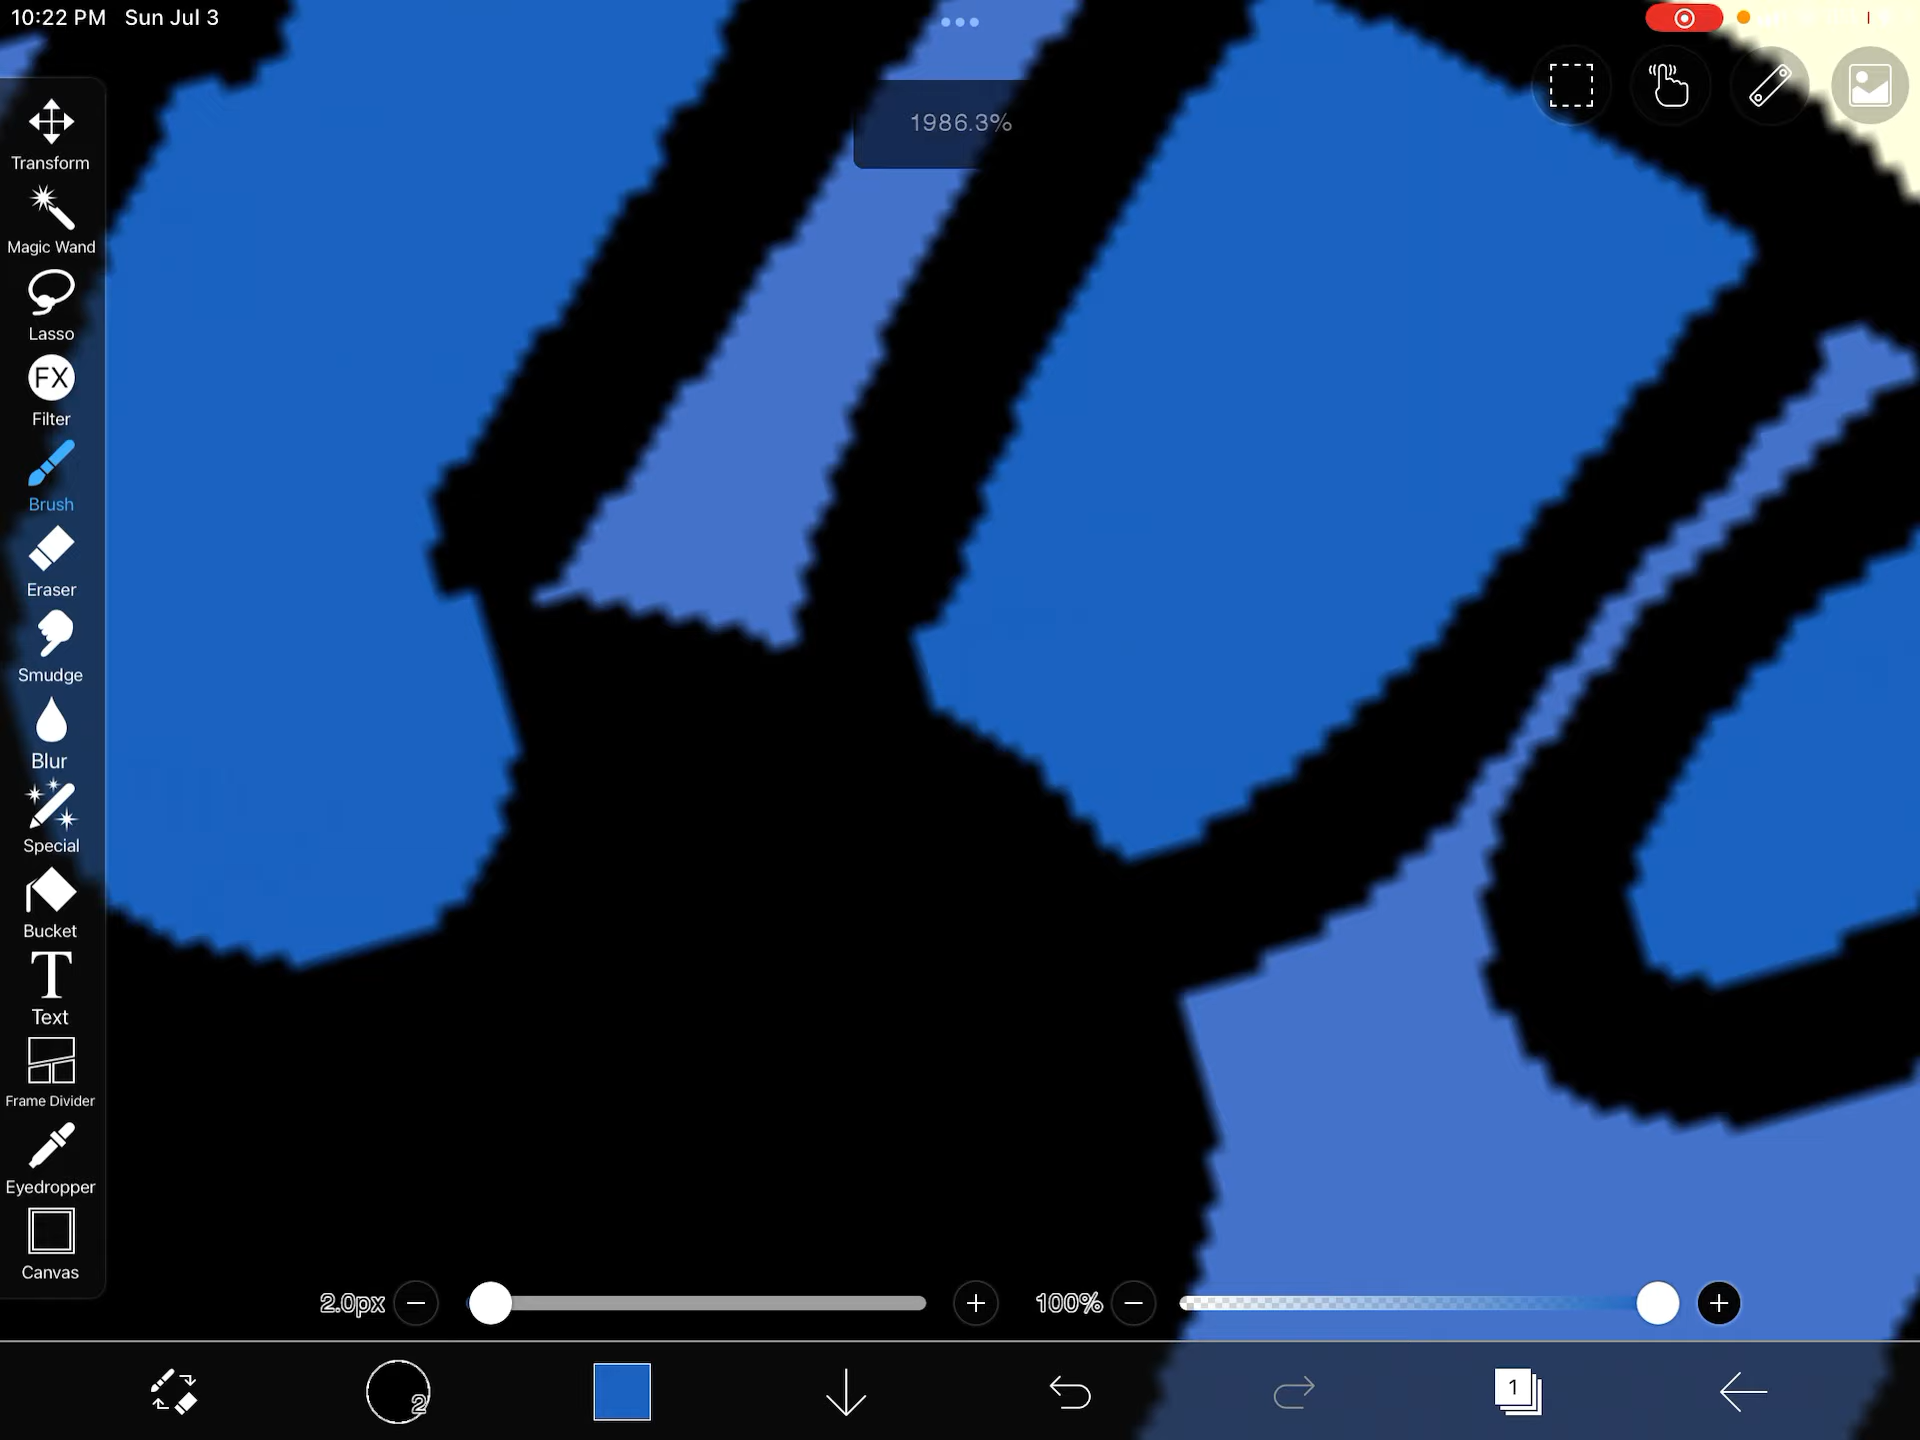 10:22 PM Sun Jul 3
1986.3%
Transform
Magic Wand
Lasso
FX
Filter
Brush
Eraser
Smudge
Blur
Special
Bucket
T
Text
Frame Divider
Eyedropper
Canvas
2.0px
100%
2
1